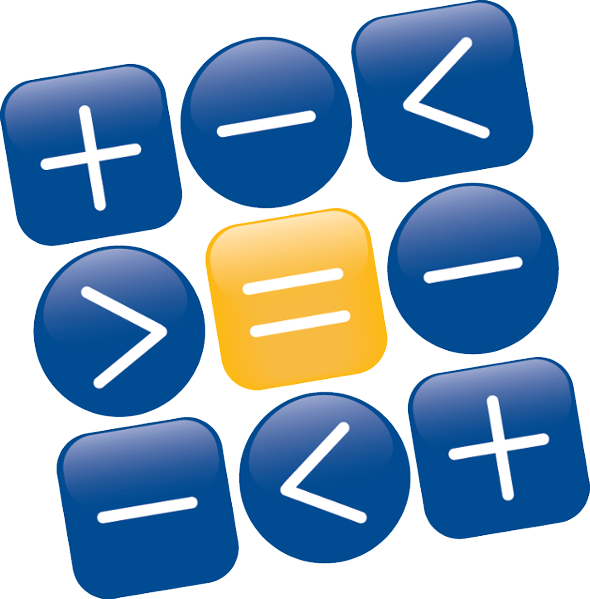 + − <
> = −
− < +